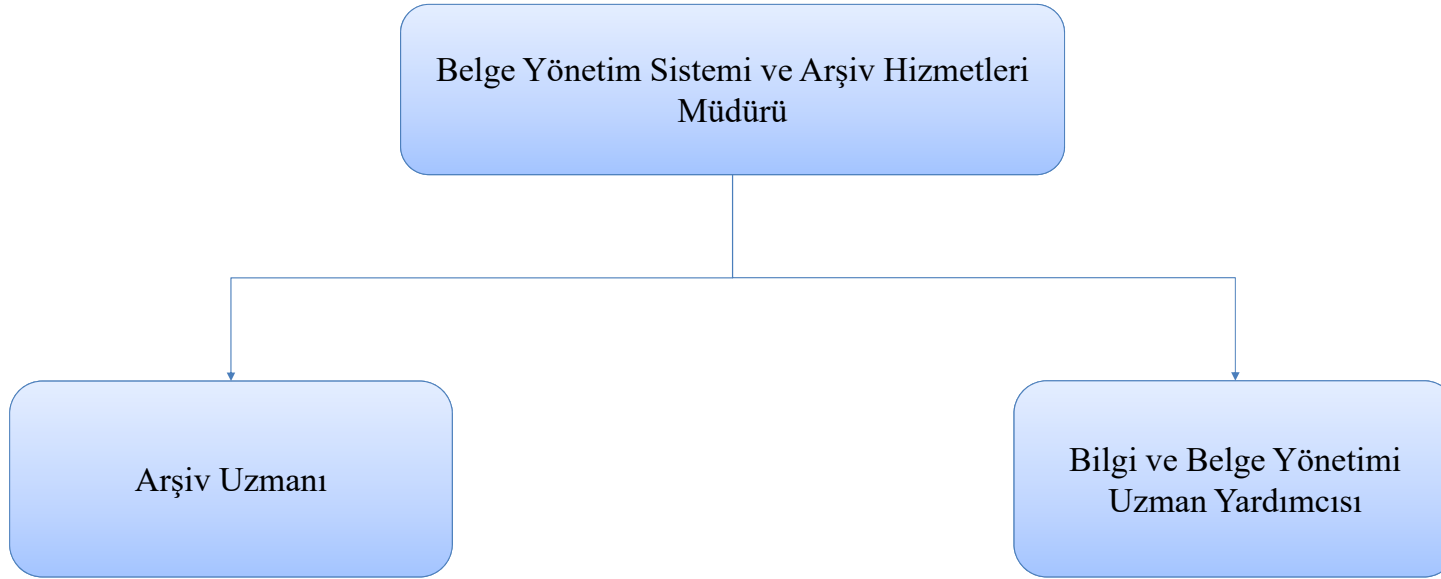 Belge Yönetim Sistemi ve Arşiv Hizmetleri
Müdürü
Arşiv Uzmanı
Bilgi ve Belge Yönetimi
Uzman Yardımcısı